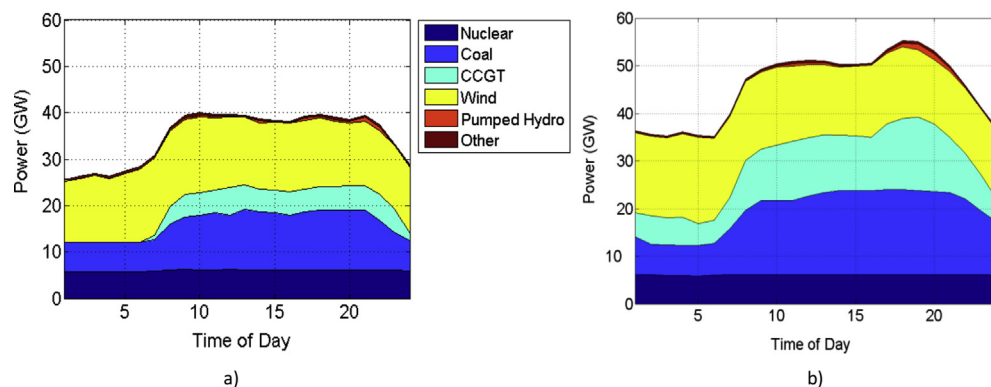 60
50
40
30
20
10
0
Power (GW)
5 10 15 20
Time of Day
a)
Nuclear
Coal
CCGT
Wind
Pumped Hydro
Other
60
50
40
30
20
10
0
Power (GW)
5 10 15 20
Time of Day
b)